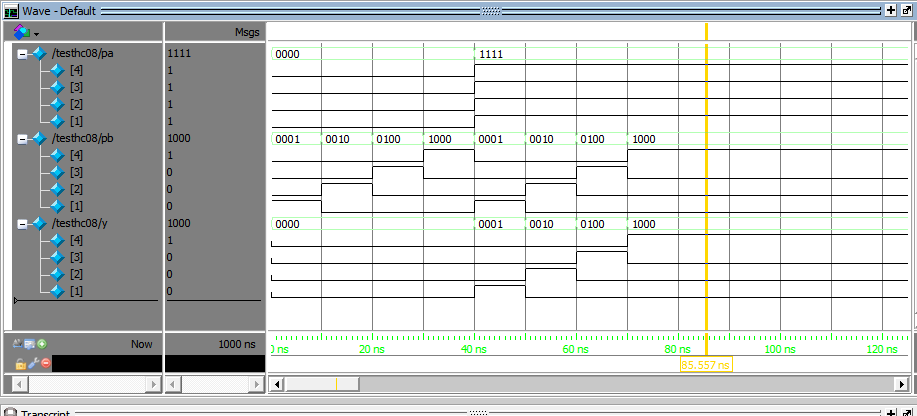 Wave - Default
Msgs
/testhc08/pa 1111 0000 1111
[4] 1
[3] 1
[2] 1
[1] 1
/testhc08/pb 1000 0001 0010 0100 1000 0001 0010 0100 1000
[4] 1
[3] 0
[2] 0
[1] 0
/testhc08/y 1000 0000 0001 0010 0100 1000
[4] 1
[3] 0
[2] 0
[1] 0
Now 1000 ns 0 ns 20 ns 40 ns 60 ns 80 ns 100 ns 120 ns
85.557 ns
Transcript